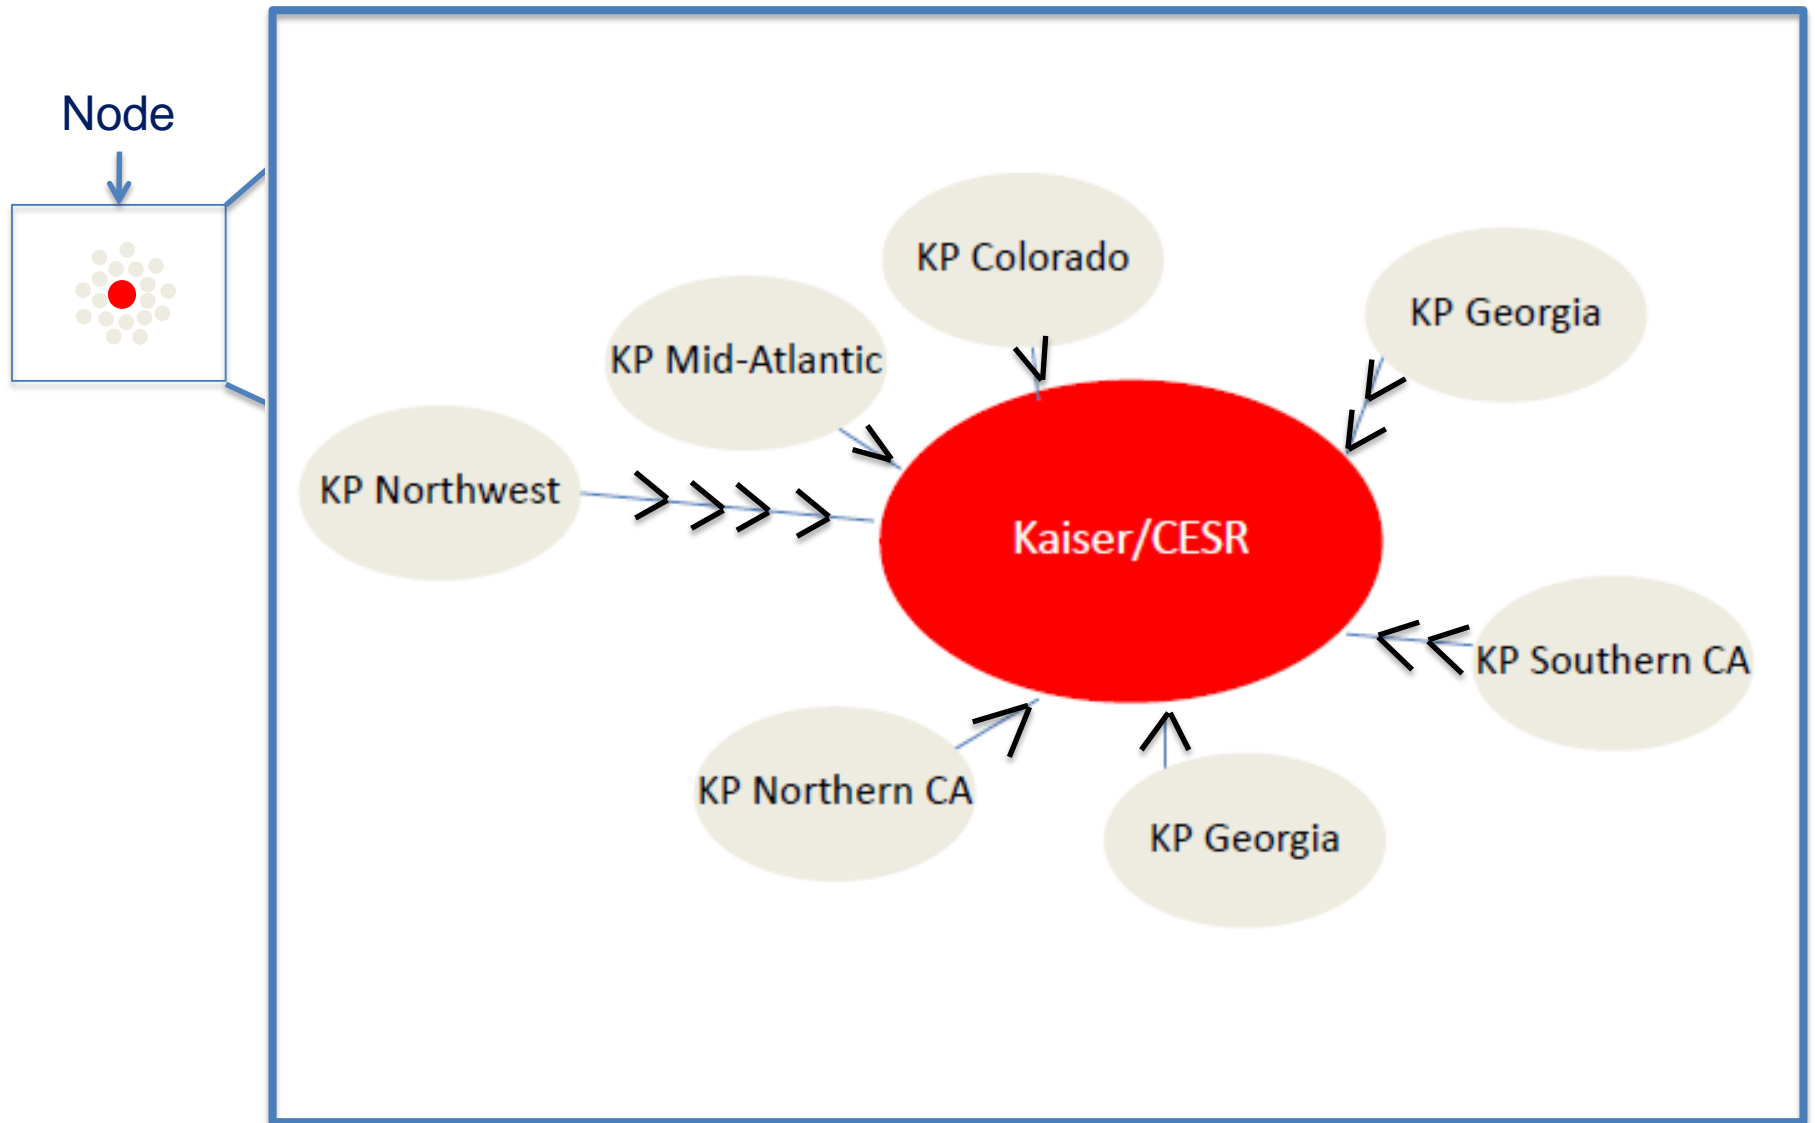 Node
KP Colorado
KP Georgia
KP Mid-Atlantic
KP Northwest
Kaiser/CESR
KP Southern CA
KP Northern CA
KP Georgia